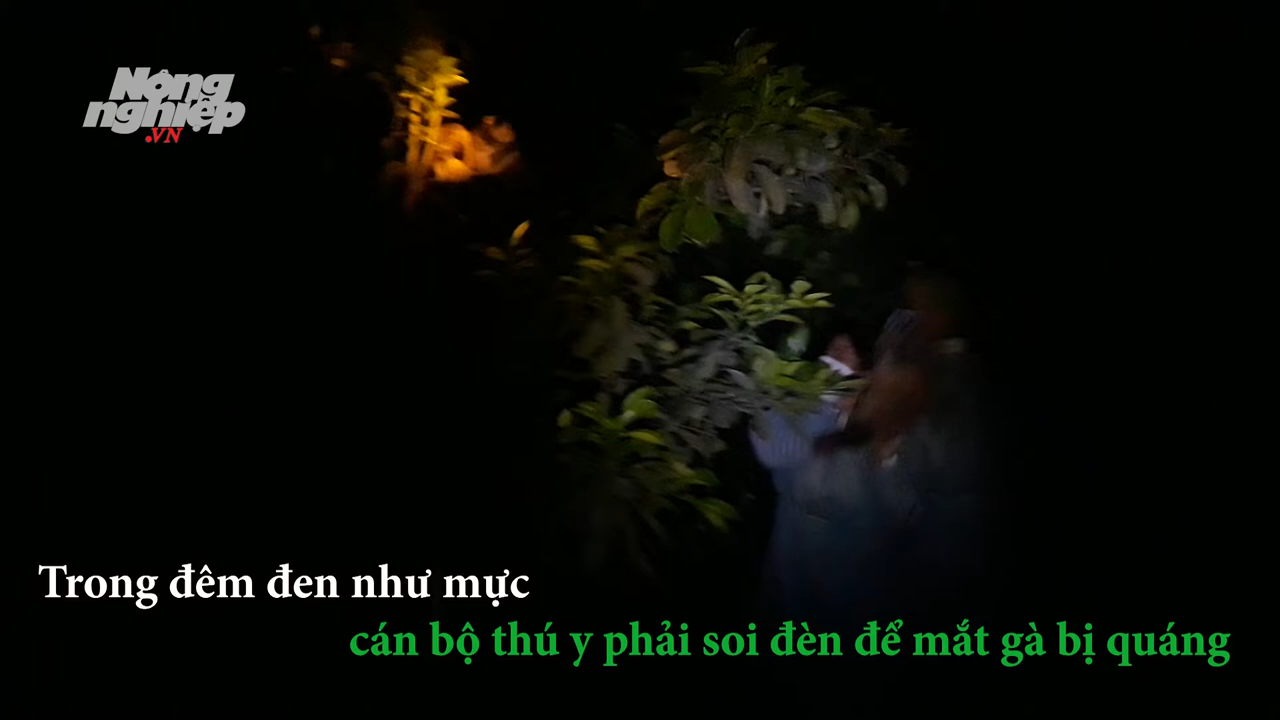 Nông
nghiệp
.VN
Trong đêm đen như mực
cán bộ thú y phải soi đèn để mắt gà bị quáng